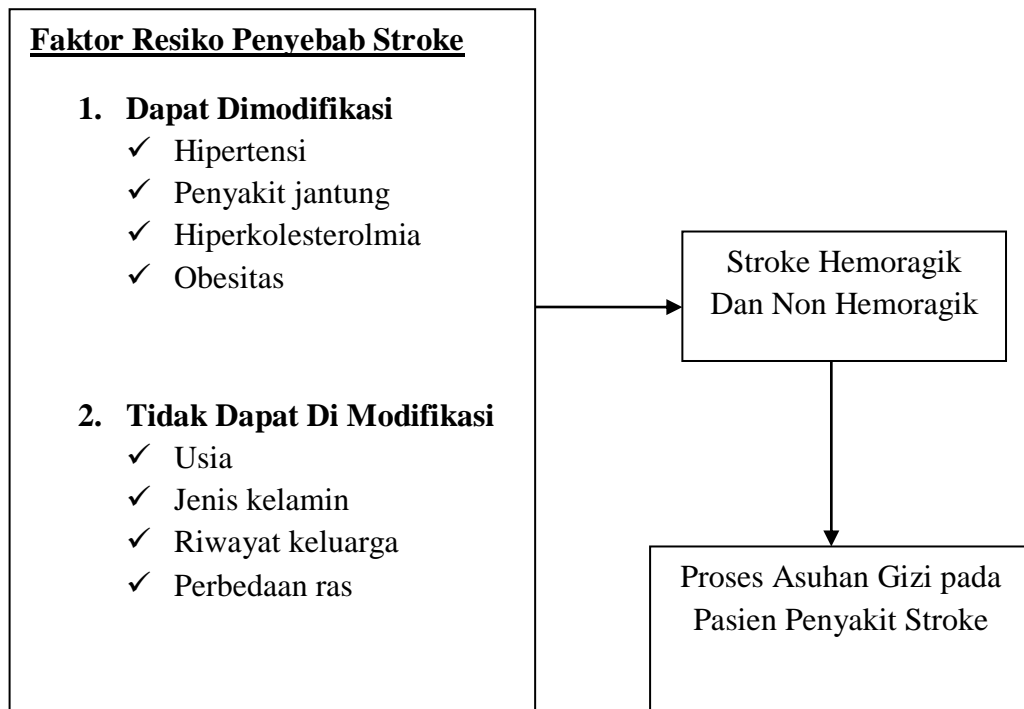 Faktor Resiko Penyebab Stroke
1. Dapat Dimodifikasi
✓ Hipertensi
✓ Penyakit jantung
✓ Hiperkolesterolmia
✓ Obesitas
2. Tidak Dapat Di Modifikasi
✓ Usia
✓ Jenis kelamin
✓ Riwayat keluarga
✓ Perbedaan ras
Stroke Hemoragik
Dan Non Hemoragik
Proses Asuhan Gizi pada
Pasien Penyakit Stroke